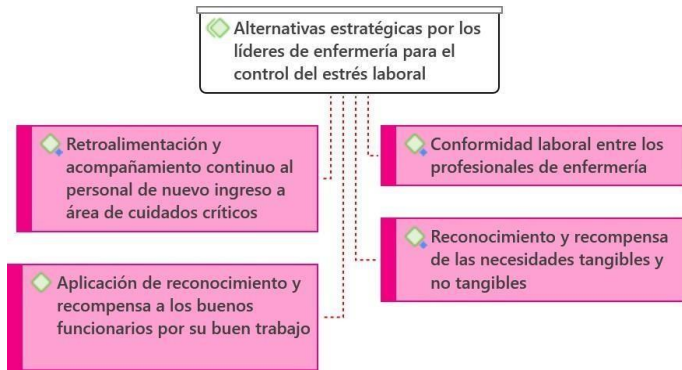 Alternativas estratégicas por los
líderes de enfermería para el
control del estrés laboral
Retroalimentación y
acompañamiento continuo al
personal de nuevo ingreso a
área de cuidados críticos
Conformidad laboral entre los
profesionales de enfermería
Reconocimiento y recompensa
de las necesidades tangibles y
no tangibles
Aplicación de reconocimiento y
recompensa a los buenos
funcionarios por su buen trabajo